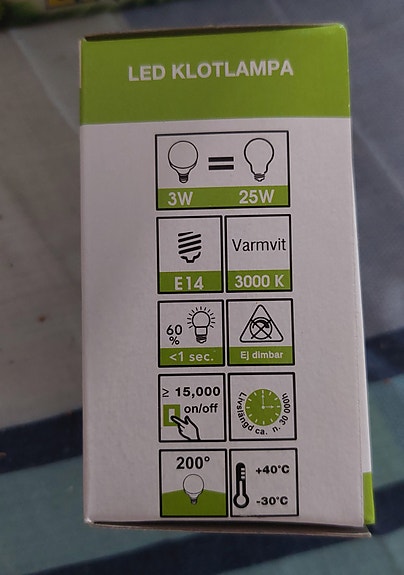 LED KLOTLAMPA
3W 25W
E14
Varmvit
3000 K
60
%
<1 sec.
Ej dimbar
≥ 15,000
on/off
Livslängd ca. n. 30 000h
200°
+40°C
-30°C